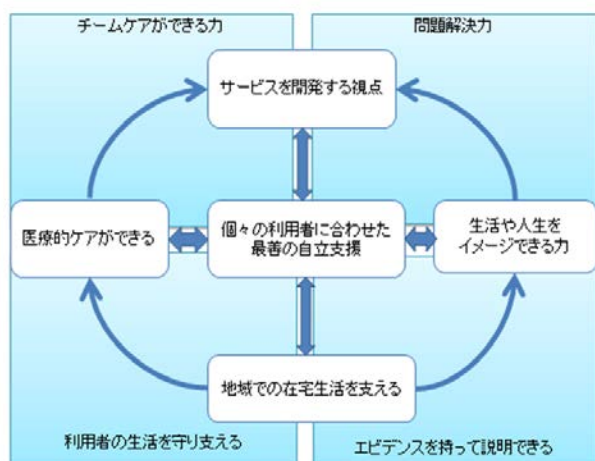 チームケアができる力
問題解決力
サービスを開発する視点
医療的ケアができる
個々の利用者に合わせた
最善の自立支援
生活や人生を
イメージできる力
地域での在宅生活を支える
利用者の生活を守り支える
エビデンスを持って説明できる